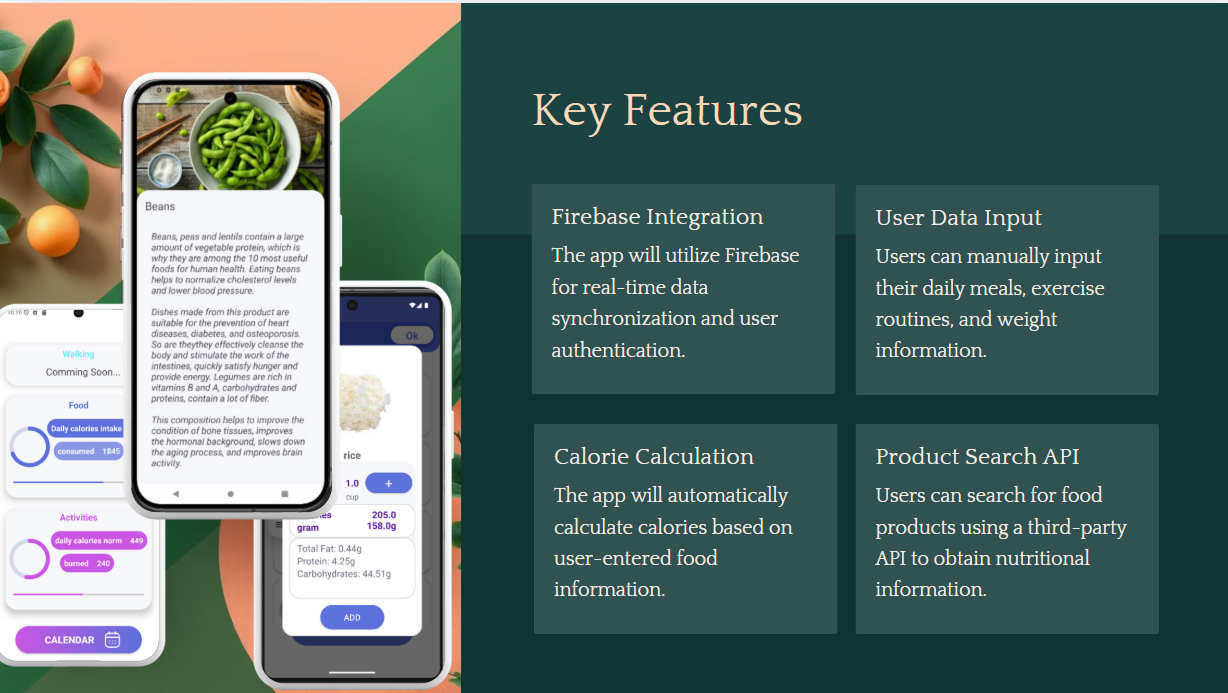 Key Features
Firebase Integration
The app will utilize Firebase
for real-time data
synchronization and user
authentication.
User Data Input
Users can manually input
their daily meals, exercise
routines, and weight
information.
Calorie Calculation
The app will automatically
calculate calories based on
user-entered food
information.
Product Search API
Users can search for food
products using a third-party
API to obtain nutritional
information.
Beans
Beans, peas and lentils contain a large
amount of vegetable protein, which is
why they are among the 10 most useful
foods for human health. Eating beans
helps to normalize cholesterol levels
and lower blood pressure.
Dishes made from this product are
suitable for the prevention of heart
diseases, diabetes, and osteoporosis.
So are theythey effectively cleanse the
body and stimulate the work of the
intestines, quickly satisfy hunger and
provide energy. Legumes are rich in
vitamins B and A, carbohydrates and
proteins, contain a lot of fiber.
This composition helps to improve the
condition of bone tissues, improves
the hormonal background, slows down
the aging process, and improves brain
activity.
10:10
Walking
Comming Soon...
Food
Daily calories intake
consumed 1845
Activities
daily calories norm 449
burned 240
CALENDAR
Ok
rice
1.0 +
cup
205.0
gram 158.0g
Total Fat: 0.44g
Protein: 4.25g
Carbohydrates: 44.51g
ADD